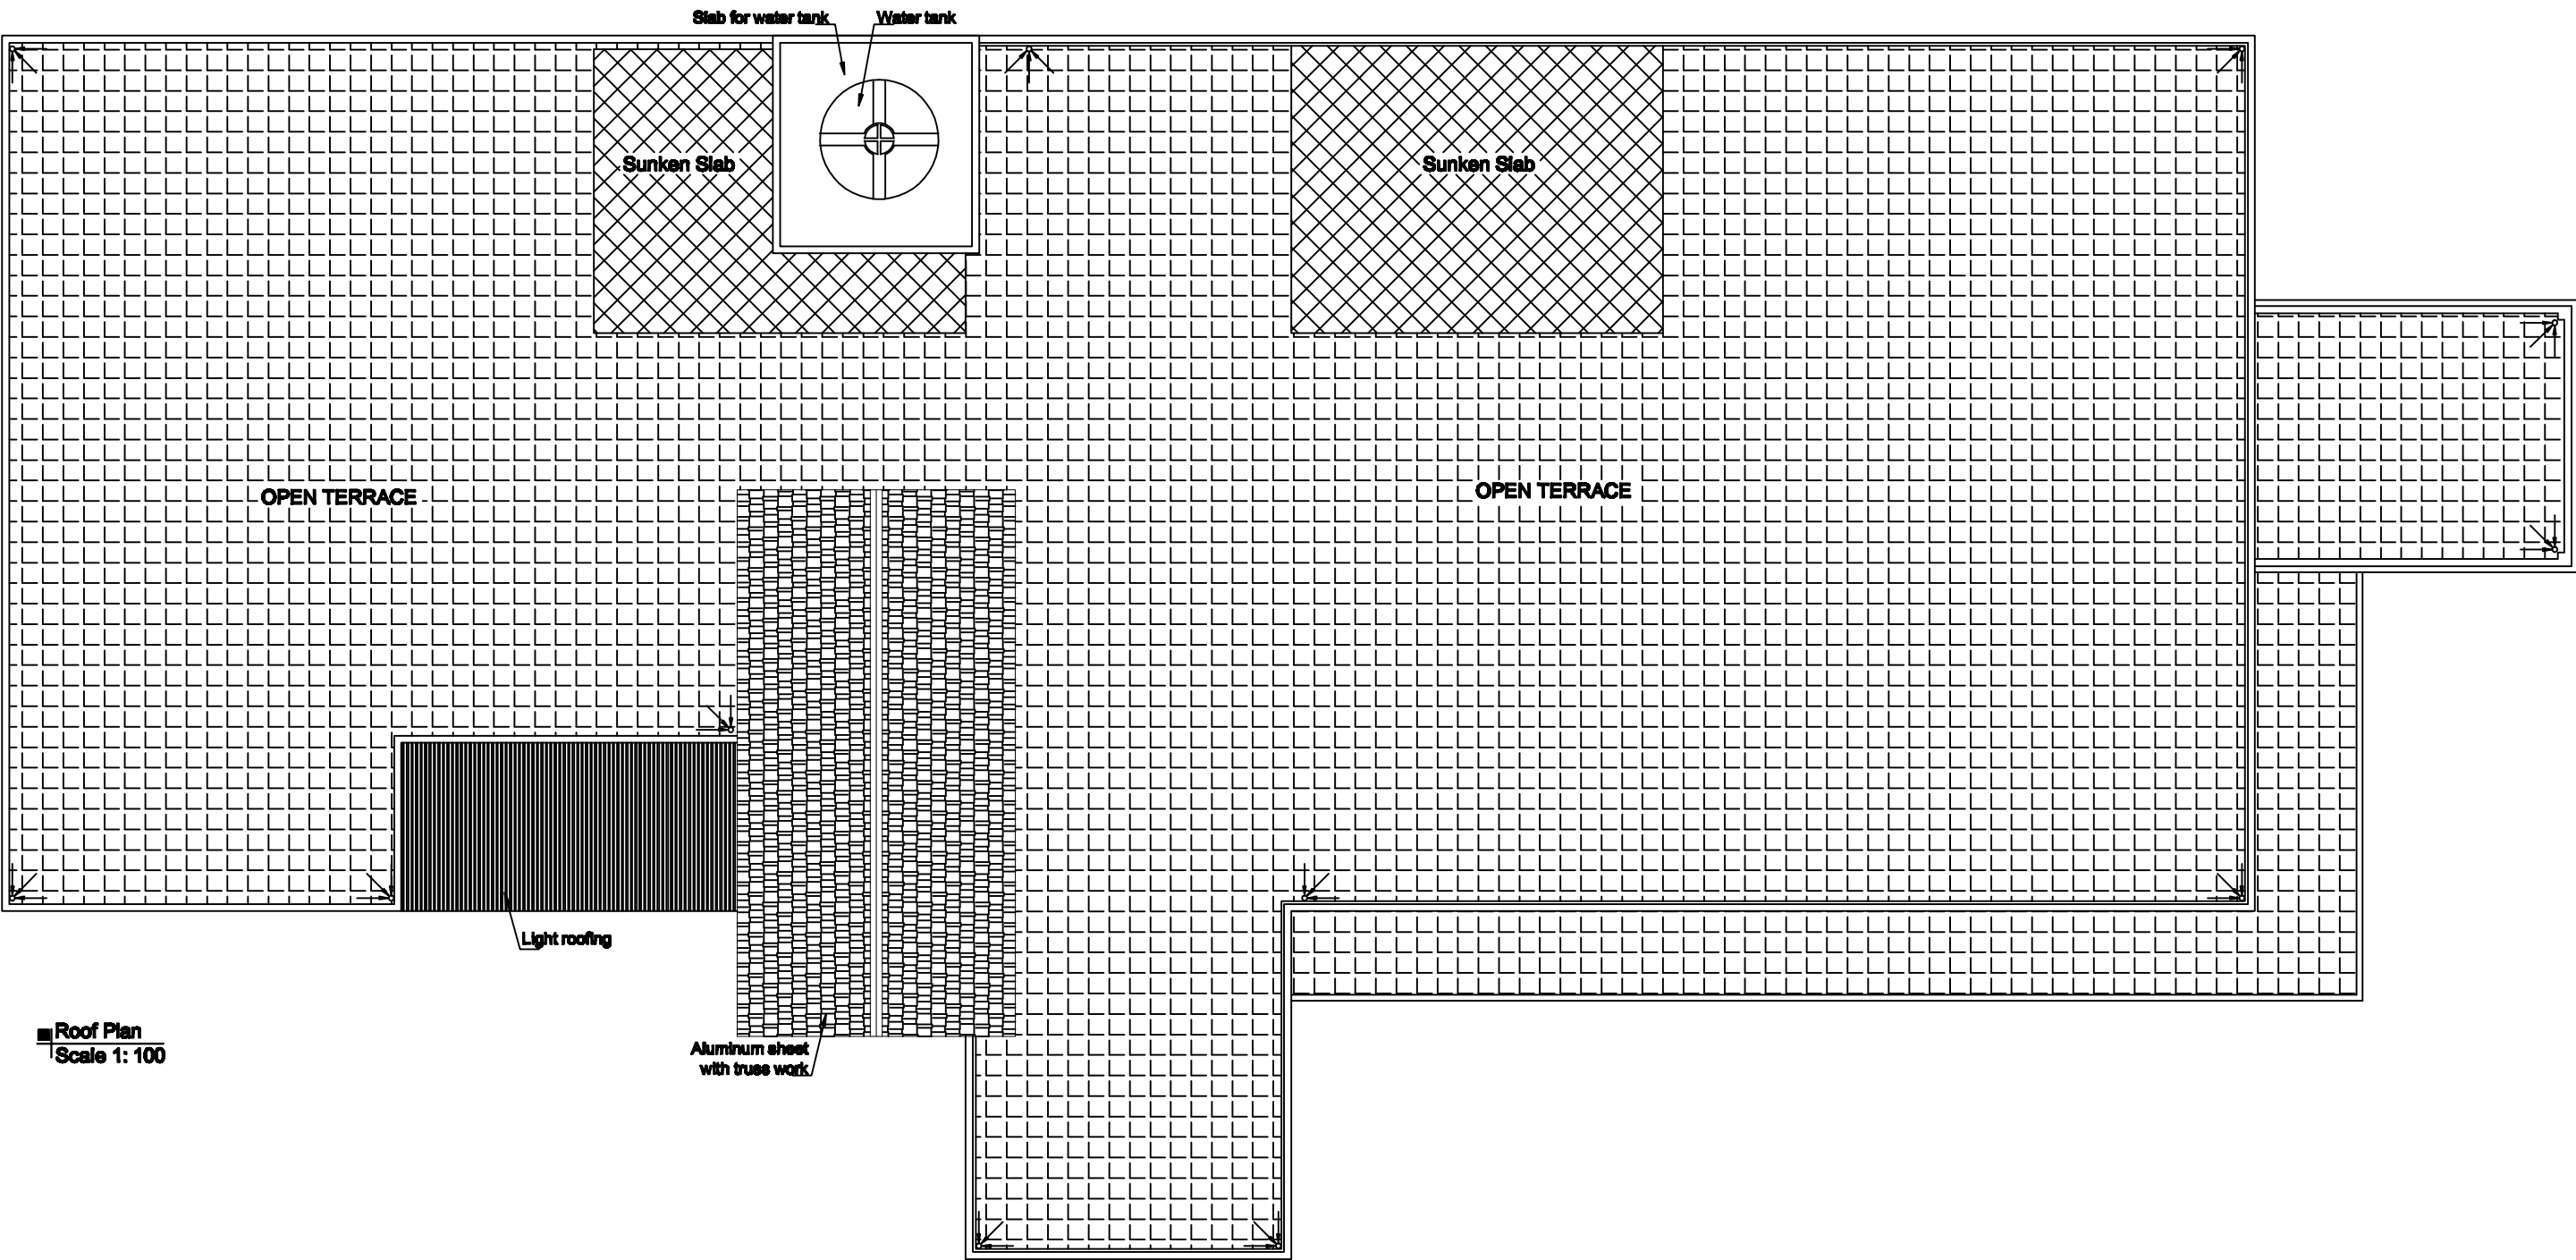 Slab for water tank
Water tank
Sunken Slab
Sunken Slab
OPEN TERRACE
OPEN TERRACE
Light roofing
Roof Plan
Scale 1: 100
Aluminum sheet
with truss work